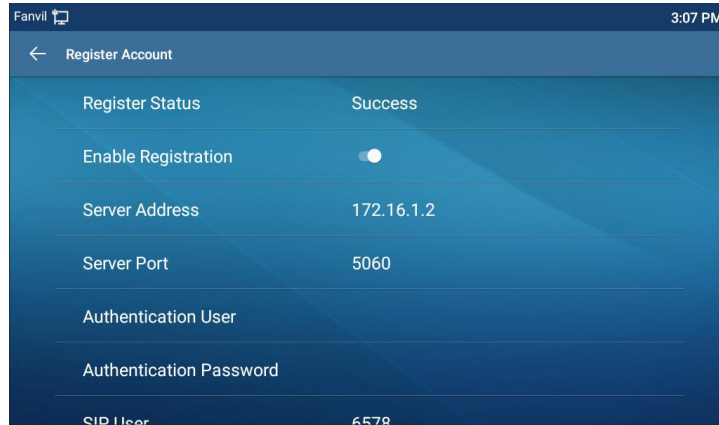 Fanvil 3:07 PM
Register Account
Register Status Success
Enable Registration
Server Address 172.16.1.2
Server Port 5060
Authentication User
Authentication Password
SIP User 6578